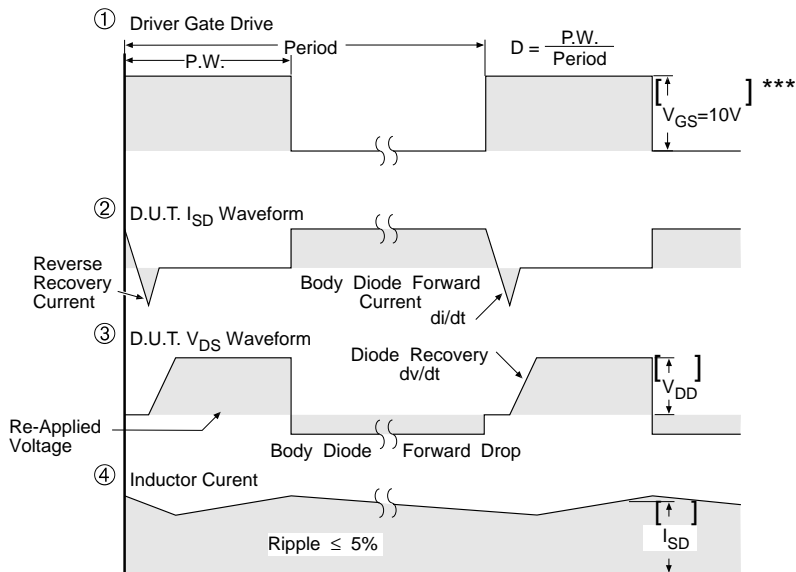 ① Driver Gate Drive
Period
P.W.
D = P.W. / Period
[ V_GS=10V ] ***
② D.U.T. I_SD Waveform
Reverse
Recovery
Current
Body Diode Forward
Current
di/dt
③ D.U.T. V_DS Waveform
Diode Recovery
dv/dt
[ V_DD ]
Re-Applied
Voltage
Body Diode Forward Drop
④ Inductor Curent
Ripple ≤ 5%
[ I_SD ]